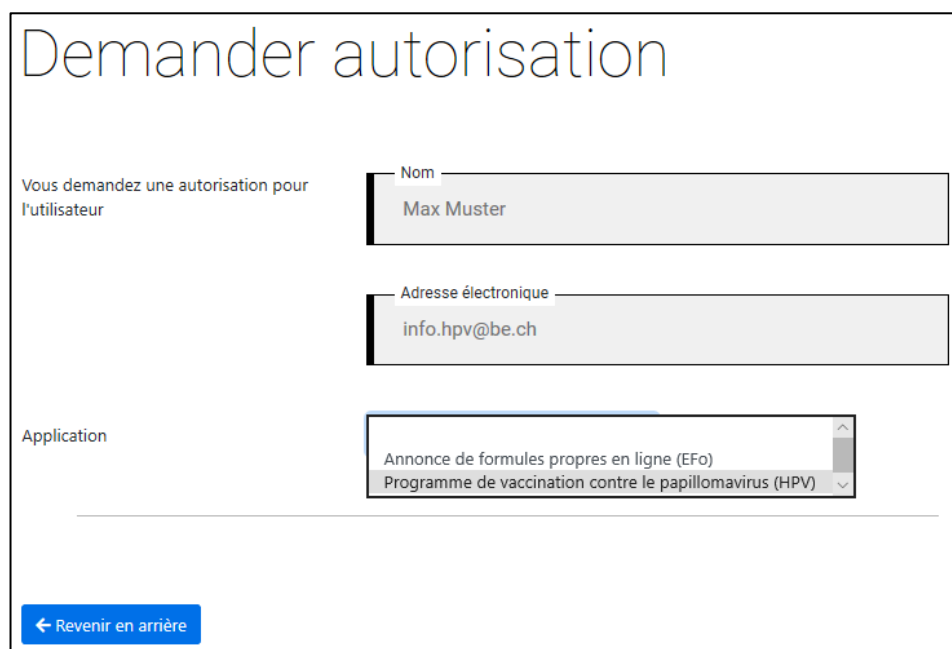 Demander autorisation
Vous demandez une autorisation pour
l'utilisateur
Nom
Max Muster
Adresse électronique
info.hpv@be.ch
Application
Annonce de formules propres en ligne (EFo)
Programme de vaccination contre le papillomavirus (HPV)
Revenir en arrière